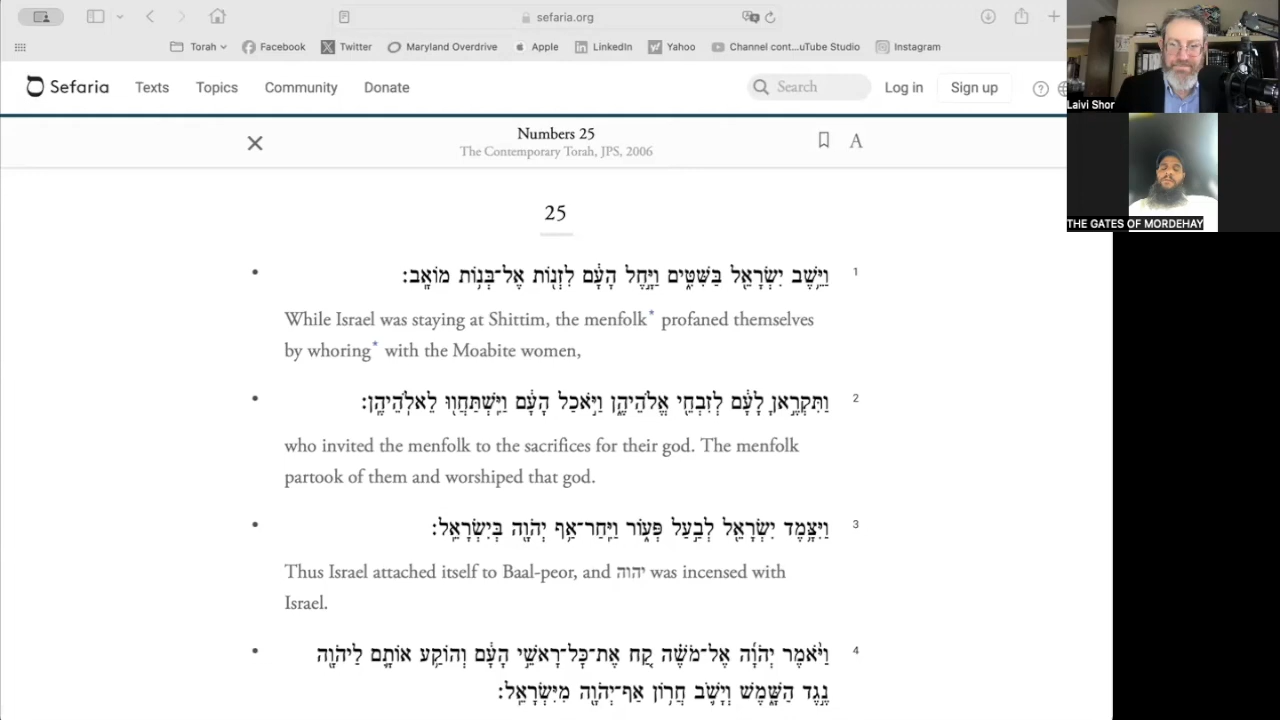 sefaria.org
Torah
Facebook
Twitter
Maryland Overdrive
Apple
LinkedIn
Yahoo
Channel cont...uTube Studio
Instagram
Sefaria
Texts
Topics
Community
Donate
Search
Log in
Sign up
Laivi Shor
THE GATES OF MORDEHAY
Numbers 25
The Contemporary Torah, JPS, 2006
A
25
1
וַיֵּ֥שֶׁב יִשְׂרָאֵ֖ל בַּשִּׁטִּ֑ים וַיָּ֣חֶל הָעָ֔ם לִזְנ֖וֹת אֶל־בְּנ֥וֹת מוֹאָֽב׃
While Israel was staying at Shittim, the menfolk* profaned themselves
by whoring* with the Moabite women,
2
וַתִּקְרֶ֣אןָ לָעָ֔ם לְזִבְחֵ֖י אֱלֹהֵיהֶ֑ן וַיֹּ֣אכַל הָעָ֔ם וַיִּֽשְׁתַּחֲו֖וּ לֵאלֹֽהֵיהֶֽן׃
who invited the menfolk to the sacrifices for their god. The menfolk
partook of them and worshiped that god.
3
וַיִּצָּ֥מֶד יִשְׂרָאֵ֖ל לְבַ֣עַל פְּע֑וֹר וַיִּֽחַר־אַ֥ף יְהֹוָ֖ה בְּיִשְׂרָאֵֽל׃
Thus Israel attached itself to Baal-peor, and יהוה was incensed with
Israel.
4
וַיֹּ֨אמֶר יְהֹוָ֜ה אֶל־מֹשֶׁ֗ה קַ֚ח אֶת־כׇּל־רָאשֵׁ֣י הָעָ֔ם וְהוֹקַ֥ע אוֹתָ֛ם לַיהֹוָ֖ה
נֶ֣גֶד הַשָּׁ֑מֶשׁ וְיָשֹׁ֛ב חֲר֥וֹן אַף־יְהֹוָ֖ה מִיִּשְׂרָאֵֽל׃